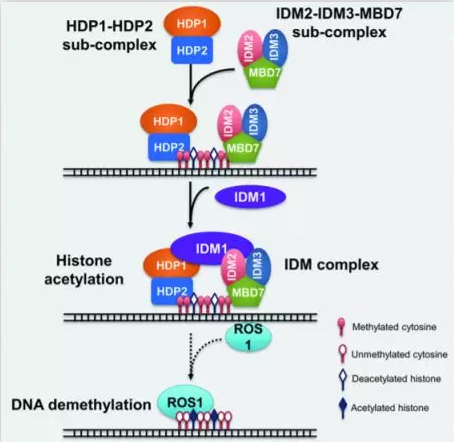 HDP1-HDP2
sub-complex
HDP1
HDP2
IDM2-IDM3-MBD7
sub-complex
IDM2
IDM3
MBD7
HDP1
HDP2
IDM2
IDM3
MBD7
IDM1
Histone
acetylation
IDM1
HDP1
HDP2
IDM2
IDM3
MBD7
IDM complex
ROS
1
Methylated cytosine
Unmethylated cytosine
Deacetylated histone
Acetylated histone
DNA demethylation
ROS1